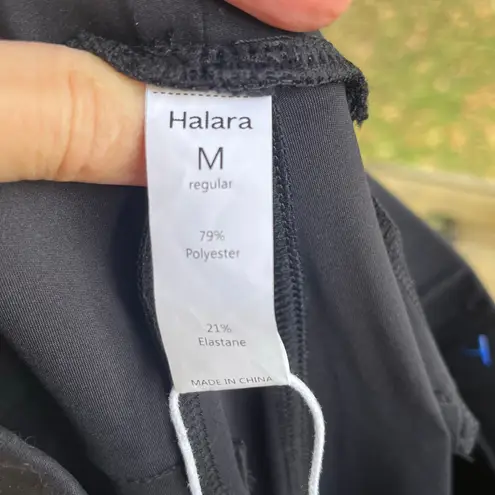 Halara
M
regular
79%
Polyester
21%
Elastane
MADE IN CHINA